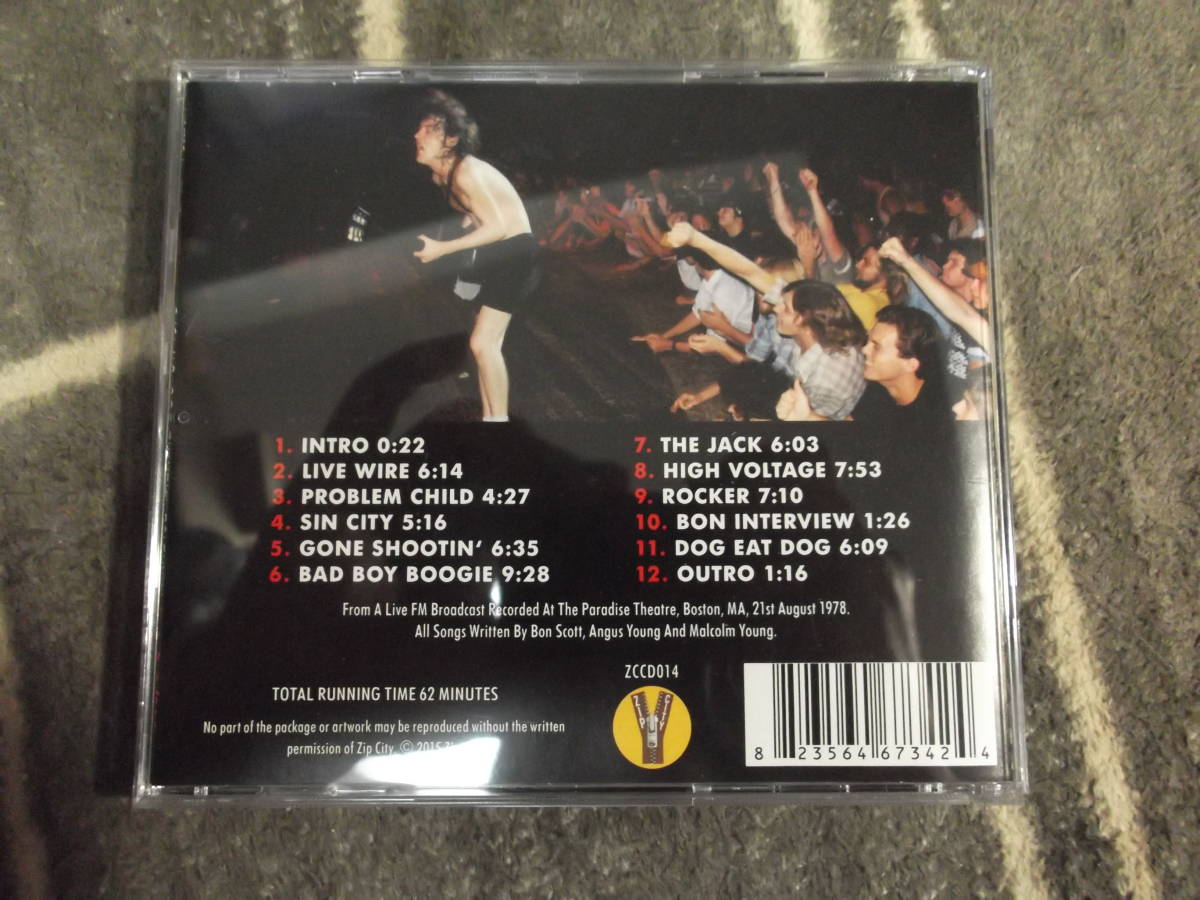 1. INTRO 0:22
2. LIVE WIRE 6:14
3. PROBLEM CHILD 4:27
4. SIN CITY 5:16
5. GONE SHOOTIN' 6:35
6. BAD BOY BOOGIE 9:28
7. THE JACK 6:03
8. HIGH VOLTAGE 7:53
9. ROCKER 7:10
10. BON INTERVIEW 1:26
11. DOG EAT DOG 6:09
12. OUTRO 1:16
From A Live FM Broadcast Recorded At The Paradise Theatre, Boston, MA, 21st August 1978.
All Songs Written By Bon Scott, Angus Young And Malcolm Young.
TOTAL RUNNING TIME 62 MINUTES
No part of the package or artwork may be reproduced without the written
permission of Zip City. © 2015
ZCCD014
ZIP CITY
8 23564 67342 4